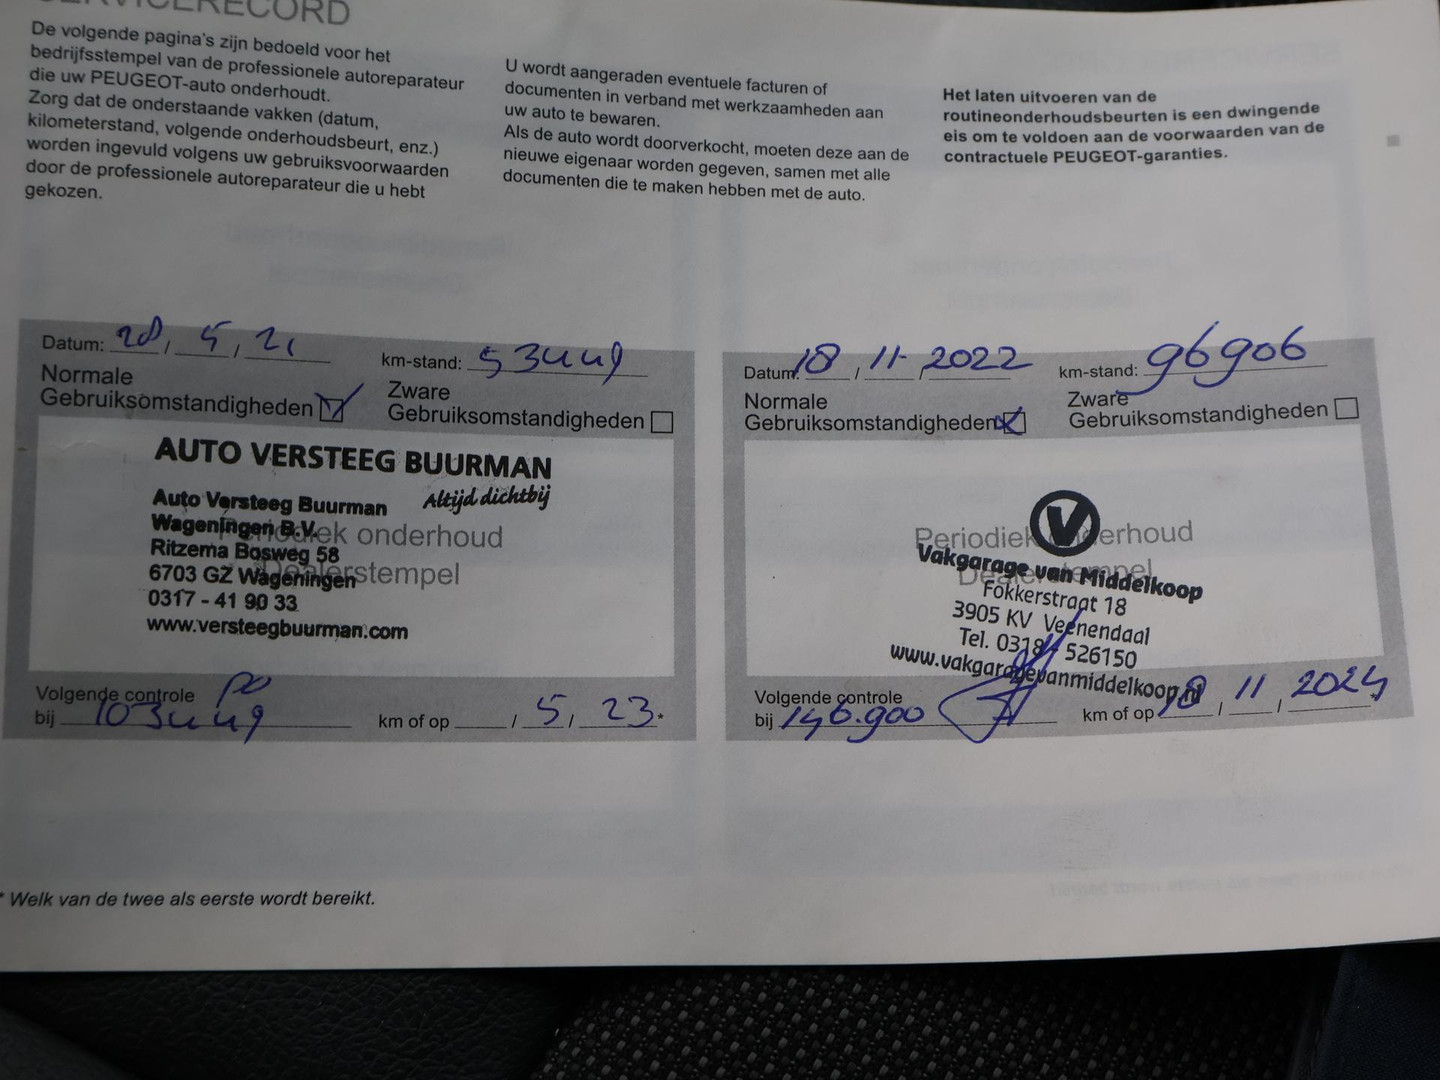 SERVICERECORD
De volgende pagina's zijn bedoeld voor het
bedrijfsstempel van de professionele autoreparateur
die uw PEUGEOT-auto onderhoudt.
Zorg dat de onderstaande vakken (datum,
kilometerstand, volgende onderhoudsbeurt, enz.)
worden ingevuld volgens uw gebruiksvoorwaarden
door de professionele autoreparateur die u hebt
gekozen.
U wordt aangeraden eventuele facturen of
documenten in verband met werkzaamheden aan
uw auto te bewaren.
Als de auto wordt doorverkocht, moeten deze aan de
nieuwe eigenaar worden gegeven, samen met alle
documenten die te maken hebben met de auto.
Het laten uitvoeren van de
routineonderhoudsbeurten is een dwingende
eis om te voldoen aan de voorwaarden van de
contractuele PEUGEOT-garanties.
Datum: 28 / 5 / 21 km-stand: 53449
Normale
Gebruiksomstandigheden
Zware
Gebruiksomstandigheden
AUTO VERSTEEG BUURMAN
Altijd dichtbij
Auto Versteeg Buurman
Wageningen B.V.
Periodiek onderhoud
Ritzema Bosweg 58
Dealerstempel
6703 GZ Wageningen
0317 - 41 90 33
www.versteegbuurman.com
Volgende controle
bij 103449 km of op / 5 / 23 *
Datum: 18 / 11 / 2022 km-stand: 96906
Normale
Gebruiksomstandigheden
Zware
Gebruiksomstandigheden
V
Periodiek onderhoud
Dealerstempel
Vakgarage van Middelkoop
Fokkerstraat 18
3905 KV Veenendaal
Tel. 0318 - 526150
www.vakgaragevanmiddelkoop.nl
Volgende controle
bij 146.900 km of op 18 / 11 / 2024
* Welk van de twee als eerste wordt bereikt.